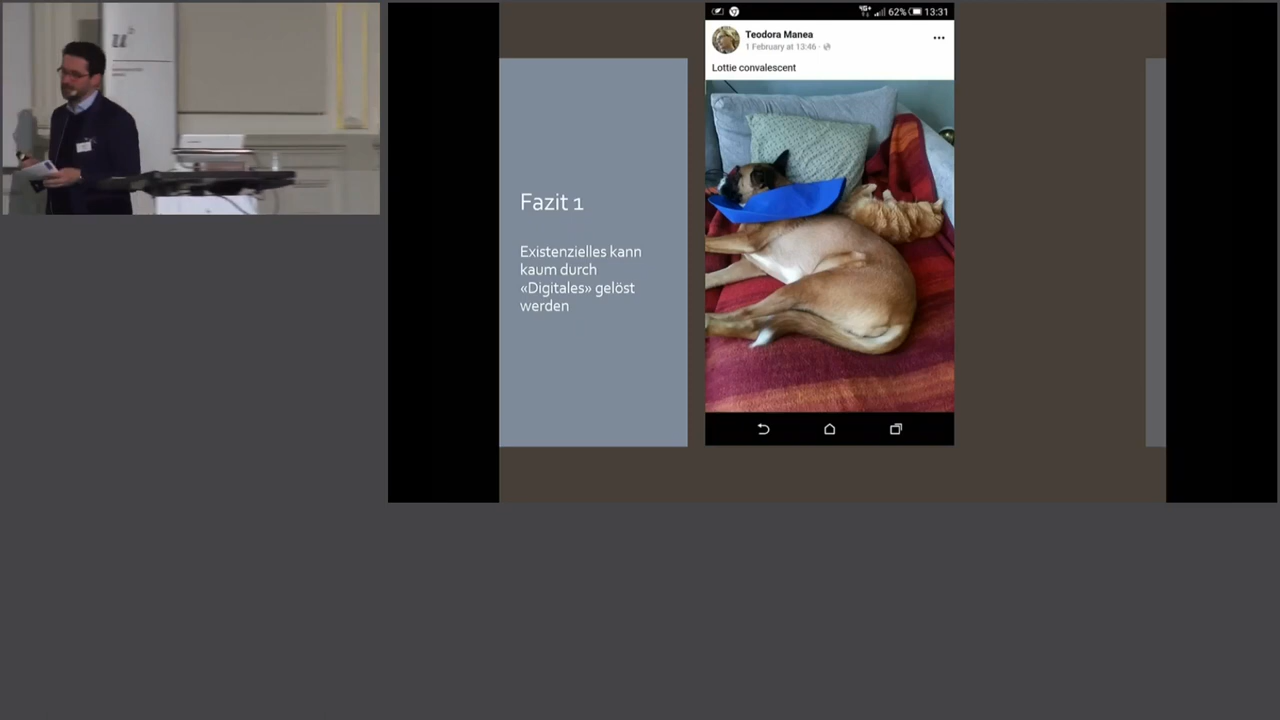 u
b
Fazit 1
Existenzielles kann
kaum durch
«Digitales» gelöst
werden
62% 13:31
Teodora Manea
1 February at 13:46
Lottie convalescent